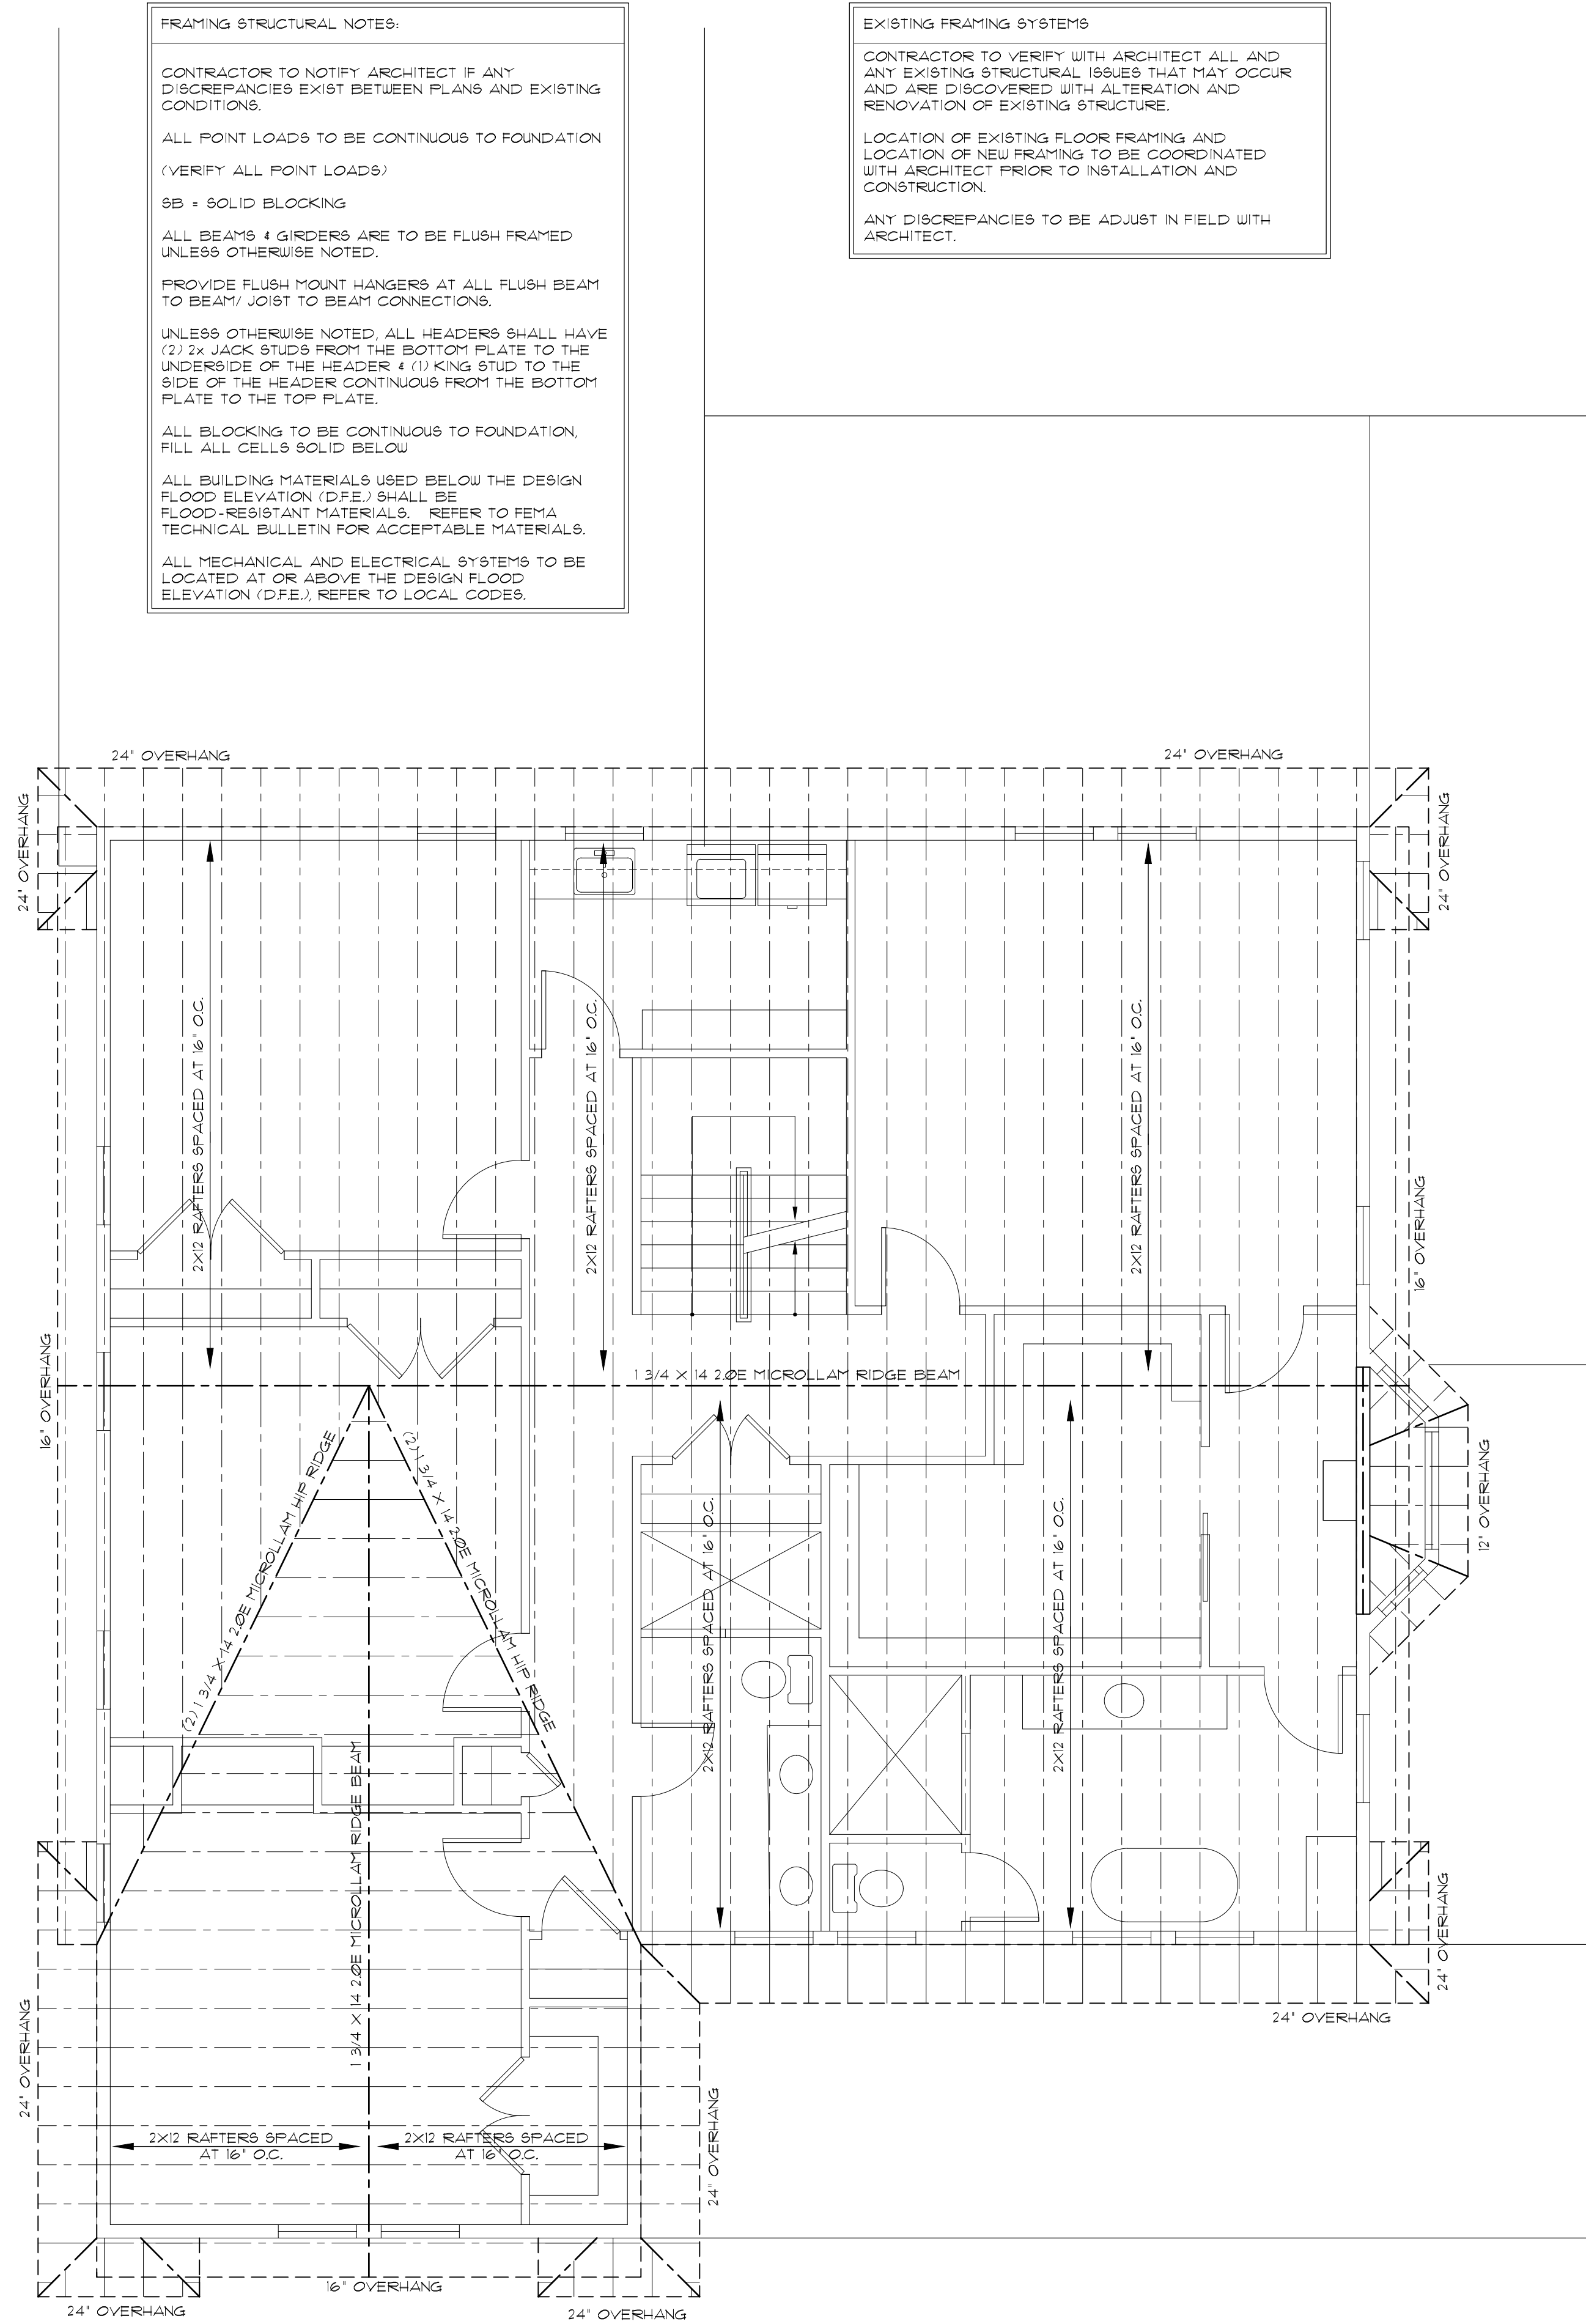 FRAMING STRUCTURAL NOTES:
CONTRACTOR TO NOTIFY ARCHITECT IF ANY
DISCREPANCIES EXIST BETWEEN PLANS AND EXISTING
CONDITIONS.
ALL POINT LOADS TO BE CONTINUOUS TO FOUNDATION
(VERIFY ALL POINT LOADS)
SB = SOLID BLOCKING
ALL BEAMS & GIRDERS ARE TO BE FLUSH FRAMED
UNLESS OTHERWISE NOTED.
PROVIDE FLUSH MOUNT HANGERS AT ALL FLUSH BEAM
TO BEAM/ JOIST TO BEAM CONNECTIONS.
UNLESS OTHERWISE NOTED, ALL HEADERS SHALL HAVE
(2) 2x JACK STUDS FROM THE BOTTOM PLATE TO THE
UNDERSIDE OF THE HEADER & (1) KING STUD TO THE
SIDE OF THE HEADER CONTINUOUS FROM THE BOTTOM
PLATE TO THE TOP PLATE.
ALL BLOCKING TO BE CONTINUOUS TO FOUNDATION,
FILL ALL CELLS SOLID BELOW
ALL BUILDING MATERIALS USED BELOW THE DESIGN
FLOOD ELEVATION (D.F.E.) SHALL BE
FLOOD-RESISTANT MATERIALS. REFER TO FEMA
TECHNICAL BULLETIN FOR ACCEPTABLE MATERIALS.
ALL MECHANICAL AND ELECTRICAL SYSTEMS TO BE
LOCATED AT OR ABOVE THE DESIGN FLOOD
ELEVATION (D.F.E.), REFER TO LOCAL CODES.
EXISTING FRAMING SYSTEMS
CONTRACTOR TO VERIFY WITH ARCHITECT ALL AND
ANY EXISTING STRUCTURAL ISSUES THAT MAY OCCUR
AND ARE DISCOVERED WITH ALTERATION AND
RENOVATION OF EXISTING STRUCTURE.
LOCATION OF EXISTING FLOOR FRAMING AND
LOCATION OF NEW FRAMING TO BE COORDINATED
WITH ARCHITECT PRIOR TO INSTALLATION AND
CONSTRUCTION.
ANY DISCREPANCIES TO BE ADJUST IN FIELD WITH
ARCHITECT.
24" OVERHANG
24" OVERHANG
24" OVERHANG
24" OVERHANG
2X12 RAFTERS SPACED AT 16" O.C.
2X12 RAFTERS SPACED AT 16" O.C.
2X12 RAFTERS SPACED AT 16" O.C.
16" OVERHANG
16" OVERHANG
1 3/4 X 14 2.0E MICROLLAM RIDGE BEAM
(2) 1 3/4 X 14 2.0E MICROLLAM HIP RIDGE
(2) 1 3/4 X 14 2.0E MICROLLAM HIP RIDGE
2X12 RAFTERS SPACED AT 16" O.C.
2X12 RAFTERS SPACED AT 16" O.C.
12" OVERHANG
1 3/4 X 14 2.0E MICROLLAM RIDGE BEAM
24" OVERHANG
24" OVERHANG
24" OVERHANG
24" OVERHANG
2X12 RAFTERS SPACED
AT 16" O.C.
2X12 RAFTERS SPACED
AT 16" O.C.
16" OVERHANG
24" OVERHANG
24" OVERHANG